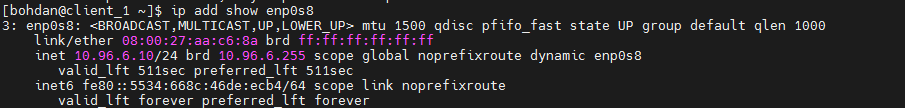 [bohdan@client_1 ~]$ ip add show enp0s8
3: enp0s8: <BROADCAST,MULTICAST,UP,LOWER_UP> mtu 1500 qdisc pfifo_fast state UP group default qlen 1000
    link/ether 08:00:27:aa:c6:8a brd ff:ff:ff:ff:ff:ff
    inet 10.96.6.10/24 brd 10.96.6.255 scope global noprefixroute dynamic enp0s8
       valid_lft 511sec preferred_lft 511sec
    inet6 fe80::5534:668c:46de:ecb4/64 scope link noprefixroute
       valid_lft forever preferred_lft forever